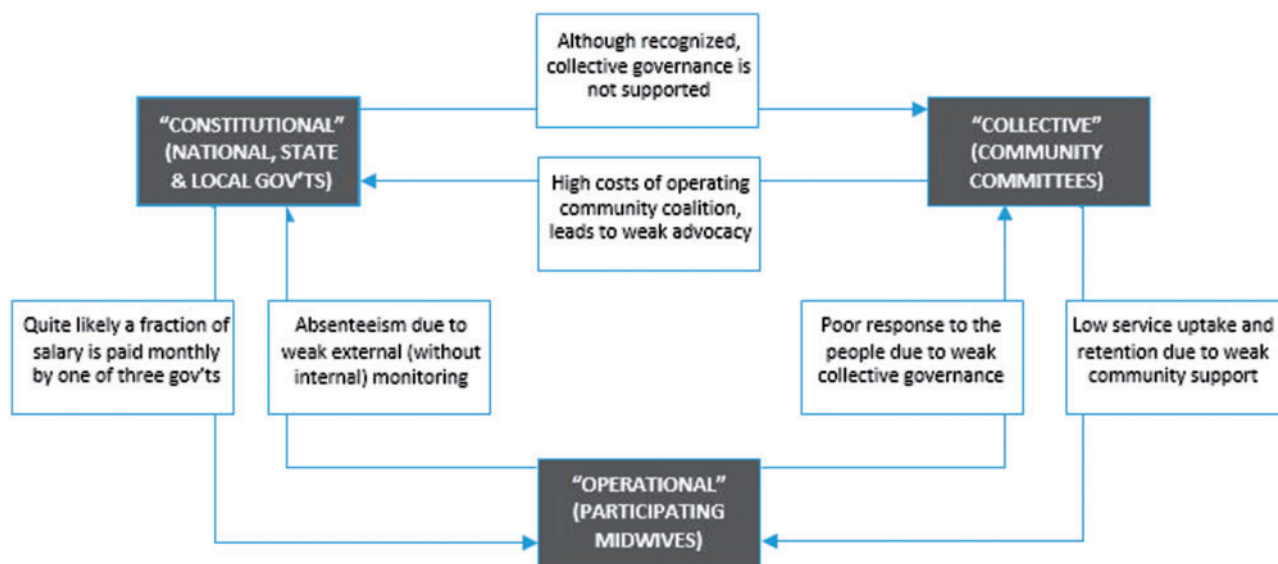 Although recognized,
collective governance is
not supported
“CONSTITUTIONAL”
(NATIONAL, STATE
& LOCAL GOV’TS)
“COLLECTIVE”
(COMMUNITY
COMMITTEES)
High costs of operating
community coalition,
leads to weak advocacy
Quite likely a fraction of
salary is paid monthly
by one of three gov’ts
Absenteeism due to
weak external (without
internal) monitoring
Poor response to the
people due to weak
collective governance
Low service uptake and
retention due to weak
community support
“OPERATIONAL”
(PARTICIPATING
MIDWIVES)